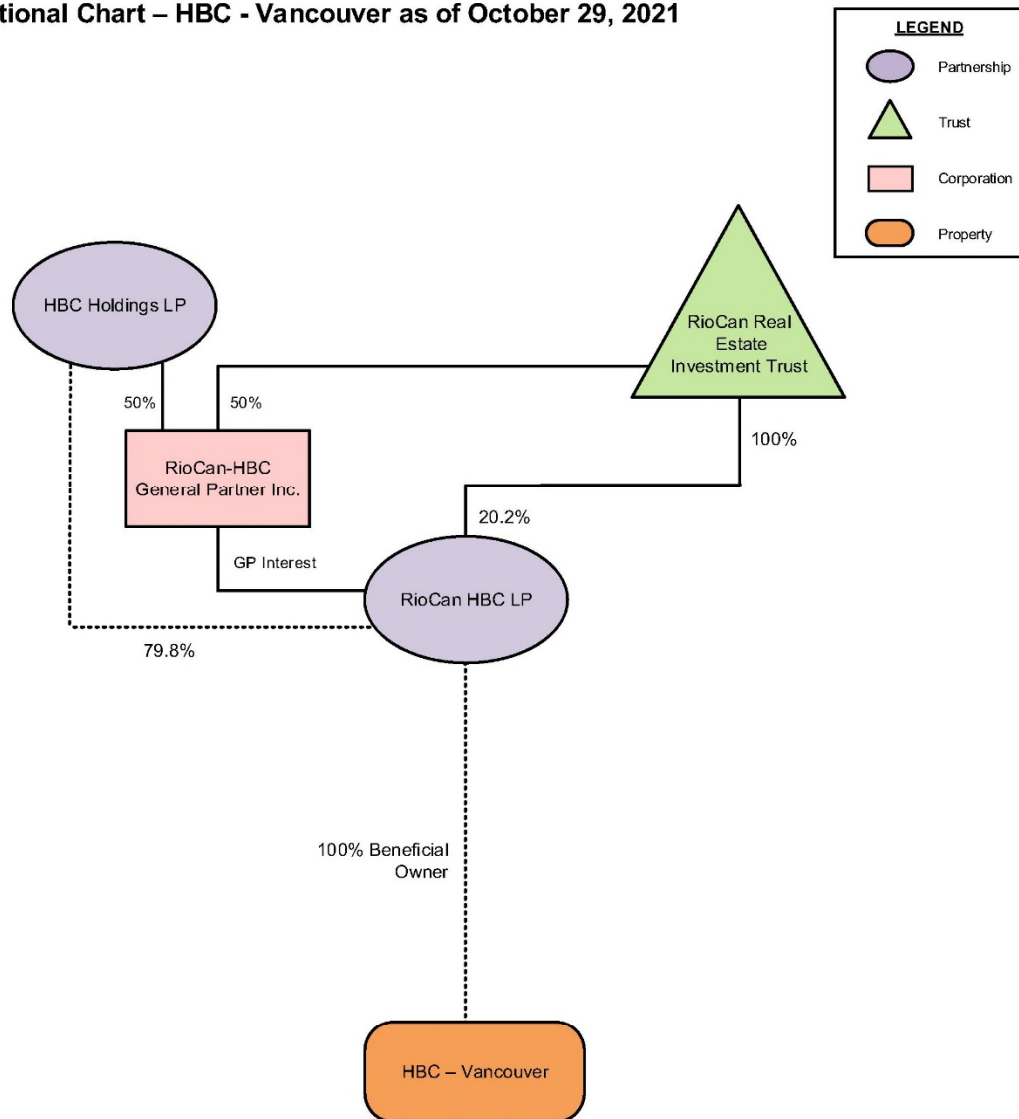 tional Chart – HBC - Vancouver as of October 29, 2021
LEGEND
Partnership
Trust
Corporation
Property
HBC Holdings LP
RioCan Real
Estate
Investment Trust
50%
50%
100%
RioCan-HBC
General Partner Inc.
20.2%
GP Interest
RioCan HBC LP
79.8%
100% Beneficial
Owner
HBC – Vancouver